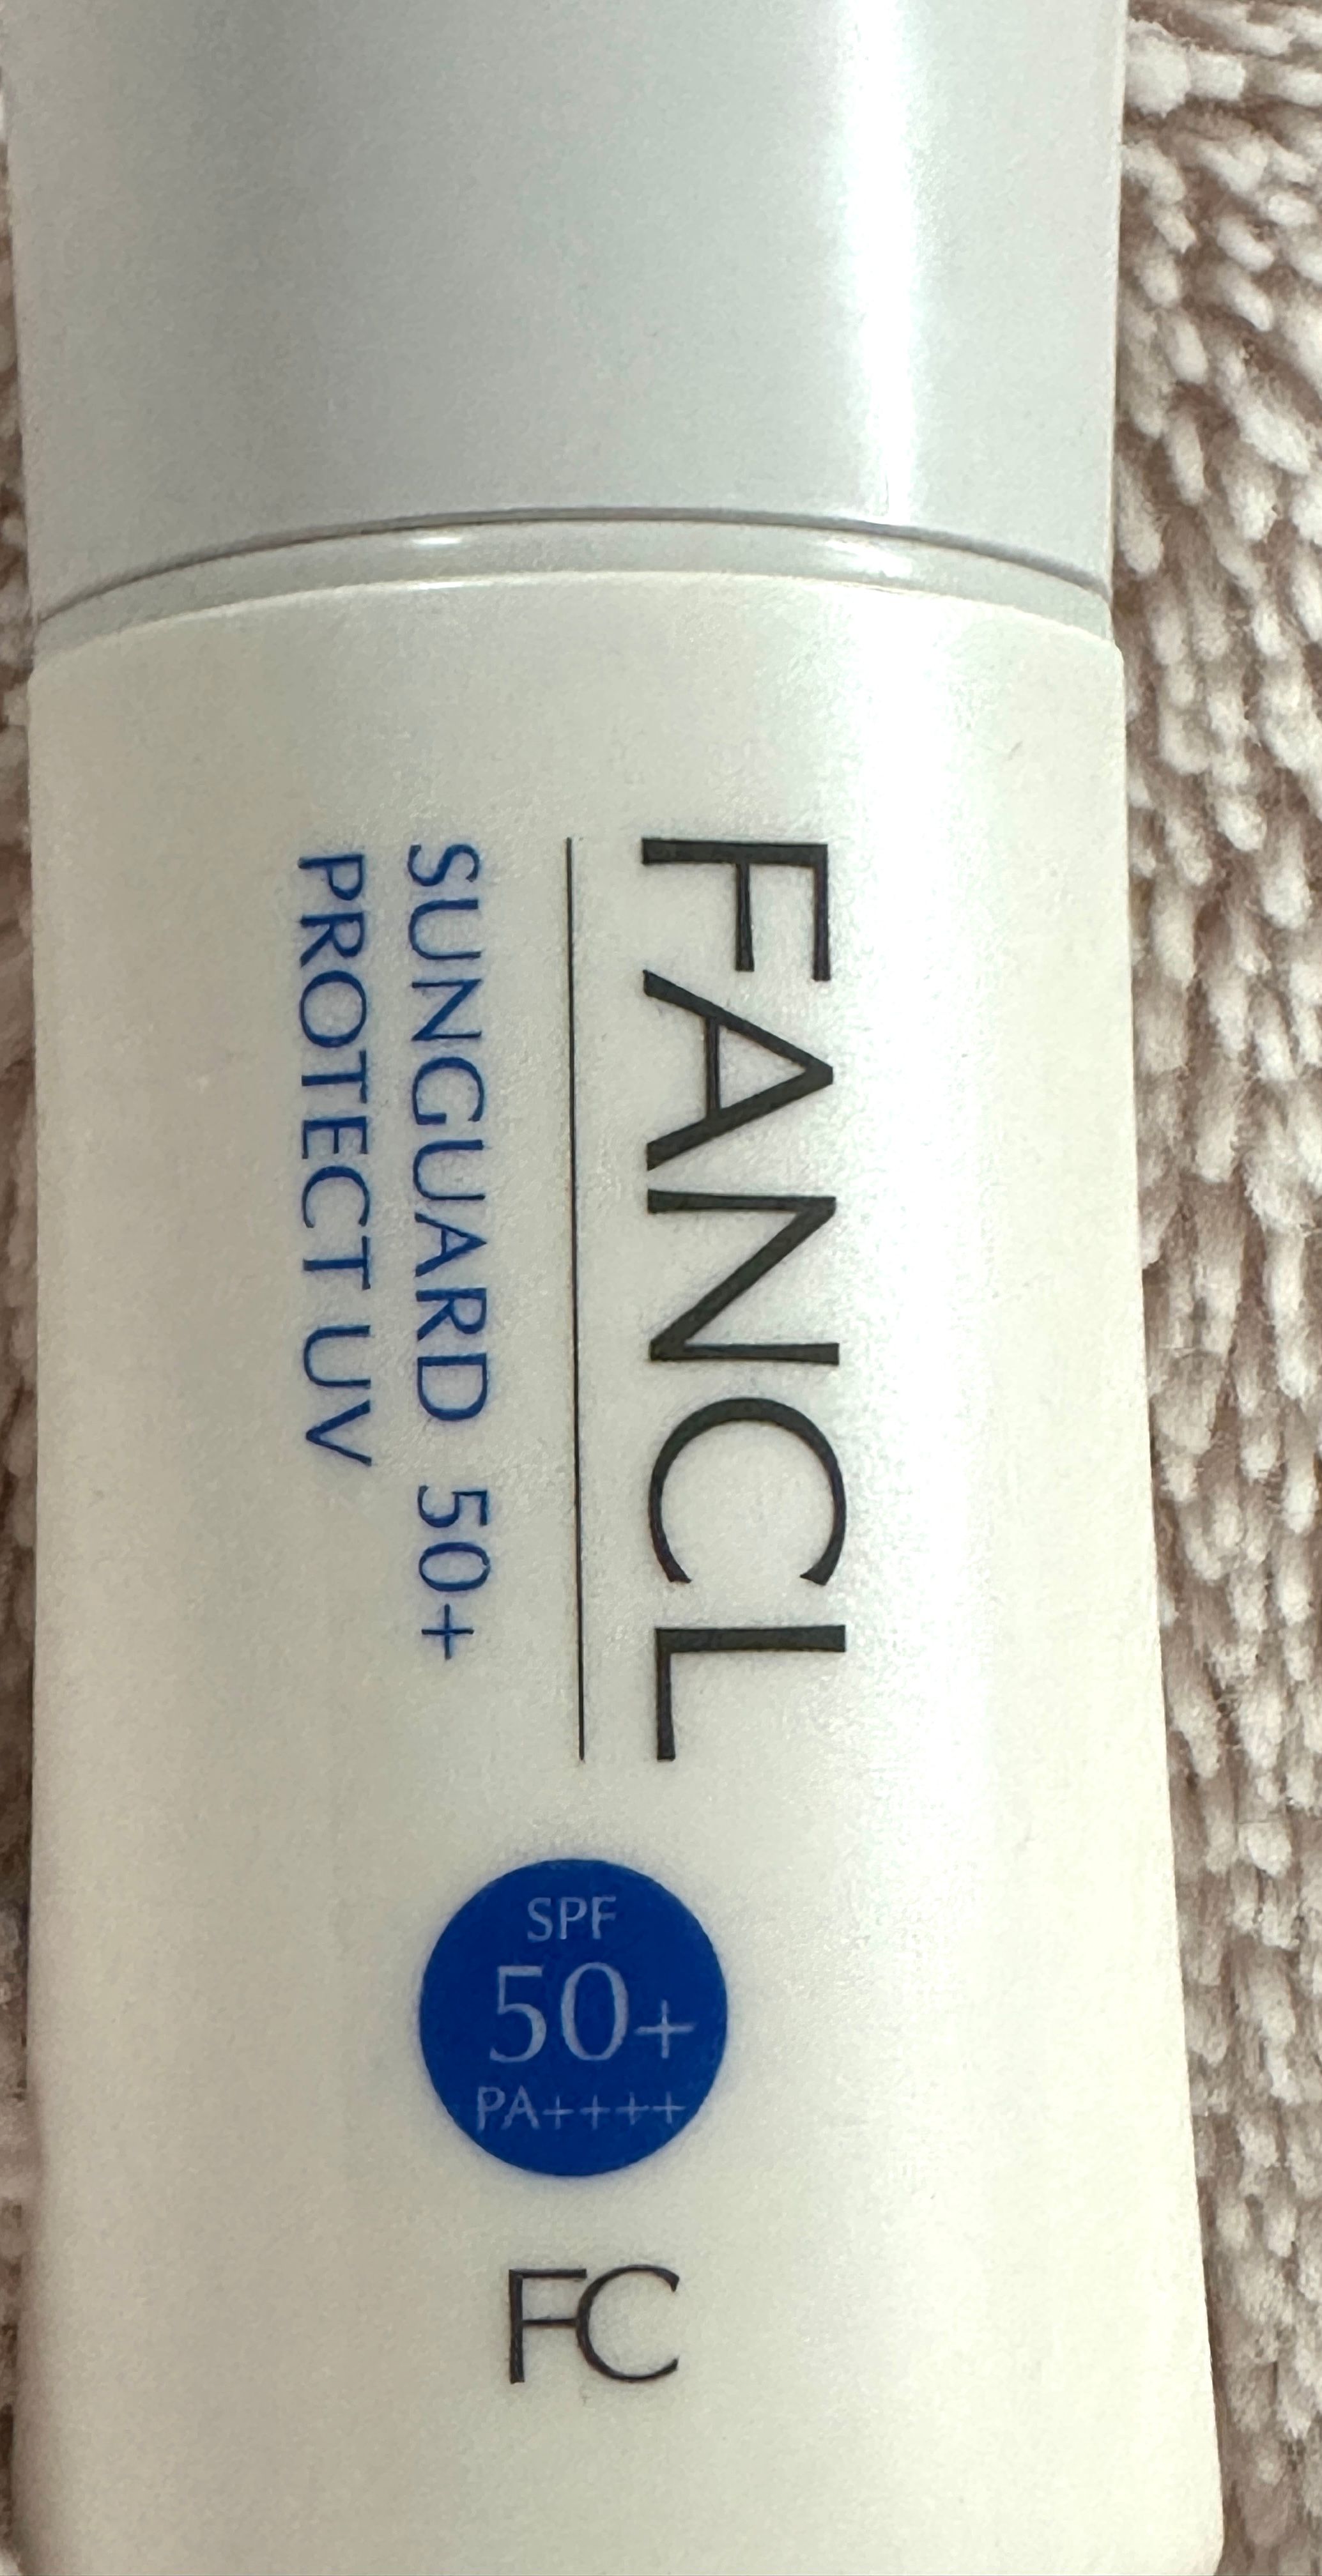 FANCL
SUNGUARD 50+
PROTECT UV
SPF
50+
PA++++
FC